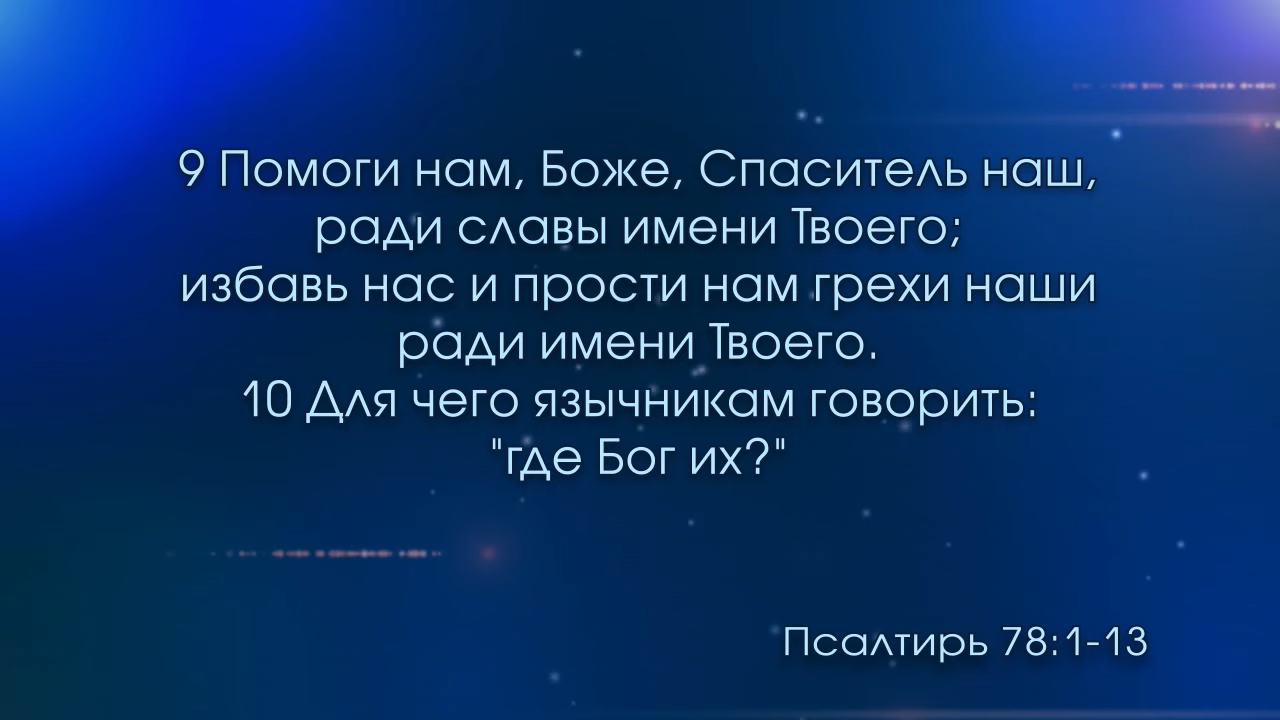 9 Помоги нам, Боже, Спаситель наш,
ради славы имени Твоего;
избавь нас и прости нам грехи наши
ради имени Твоего.
10 Для чего язычникам говорить:
"где Бог их?"
Псалтирь 78:1-13